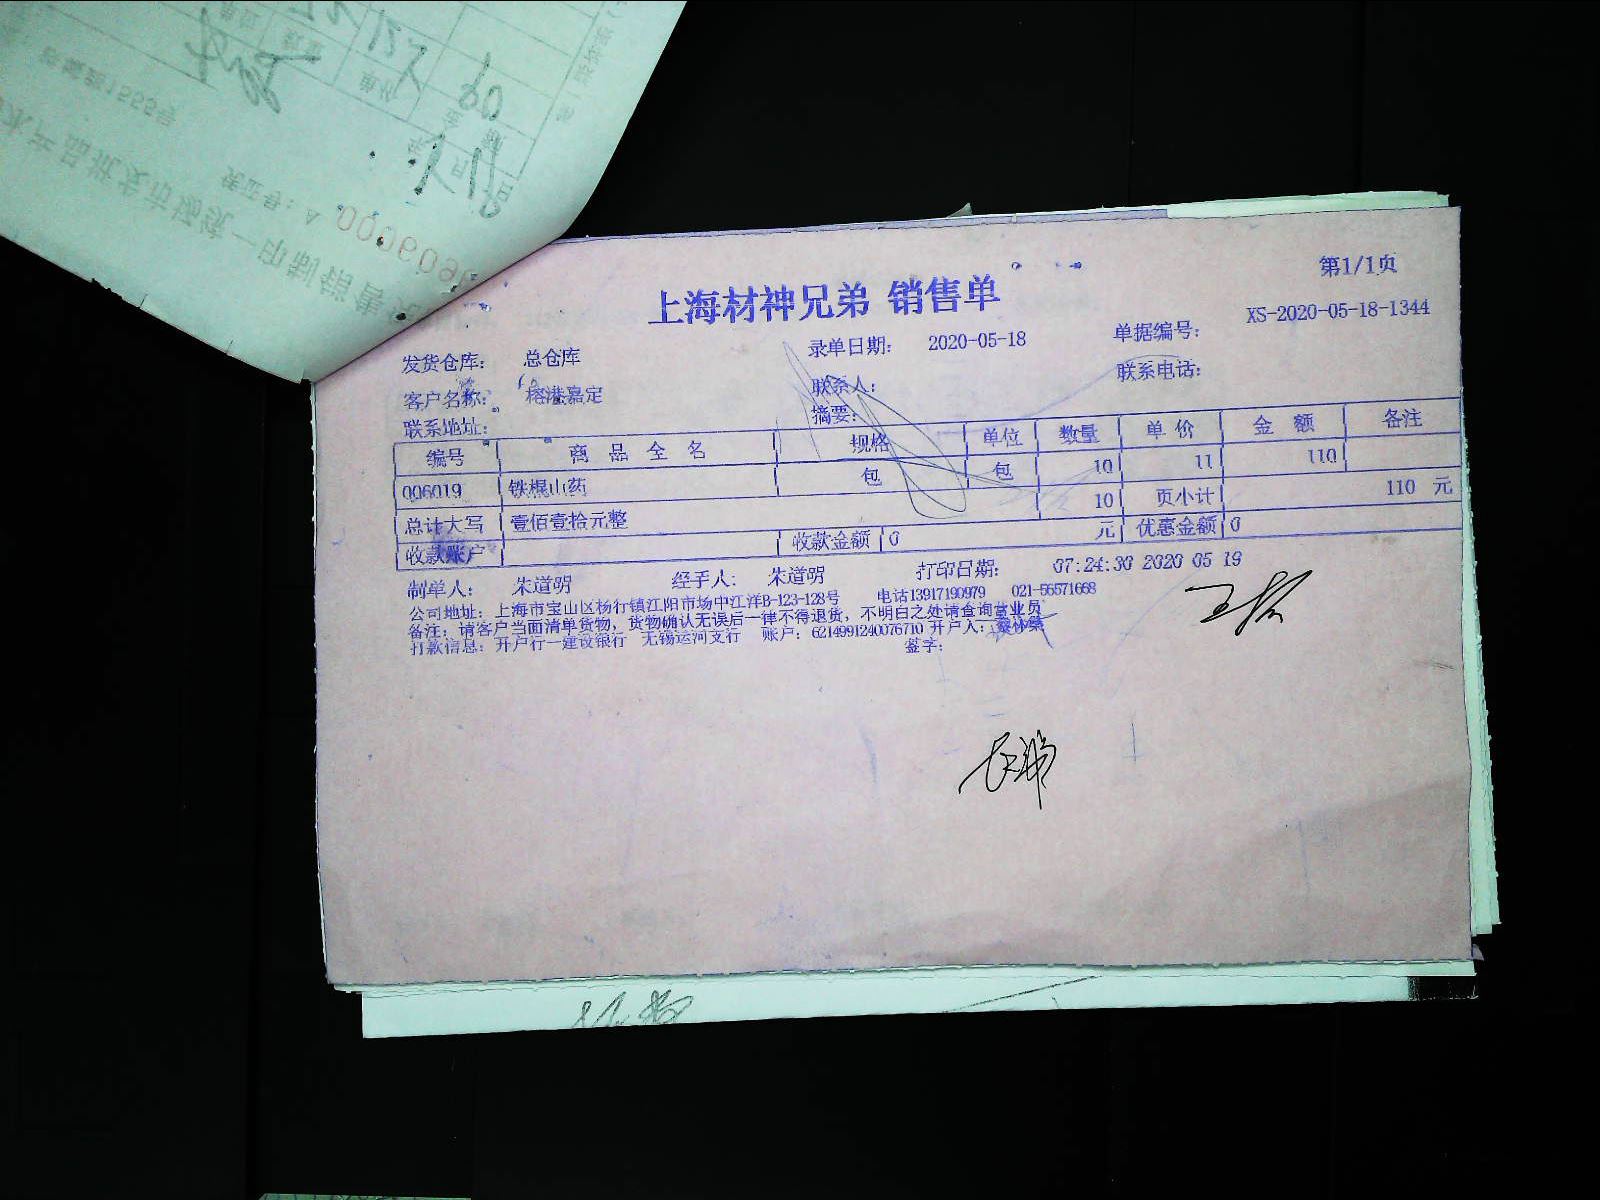 第1/1页
上海材神兄弟 销售单
发货仓库： 总仓库 录单日期： 2020-05-18 单据编号： XS-2020-05-18-1344
客户名称： 榕港嘉定 联系人： 联系电话：
联系地址： 摘要：
编号 商品全名 规格 单位 数量 单价 金额 备注
006019 铁棍山药 包 包 10 11 110
10 页小计 110 元
总计大写 壹佰壹拾元整
收款账户 收款金额 0 元 优惠金额 0
制单人： 朱道明 经手人： 朱道明 打印日期： 07:24:30 2020 05 19
公司地址：上海市宝山区杨行镇江阳市场中江洋B-123-128号 电话13917190979 021-56571668
备注：请客户当面清单货物，货物确认无误后一律不得退货，不明白之处请查询营业员
打款信息：开户行一建设银行 无锡运河支行 账户：6214991240076710 开户人：
签字：